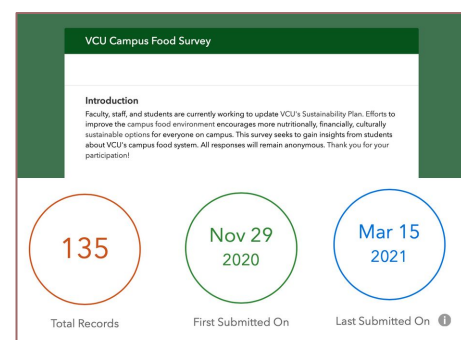 VCU Campus Food Survey
Introduction
Faculty, staff, and students are currently working to update VCU's Sustainability Plan. Efforts to
improve the campus food environment encourages more nutritionally, financially, culturally
sustainable options for everyone on campus. This survey seeks to gain insights from students
about VCU's campus food system. All responses will remain anonymous. Thank you for your
participation!
135
Nov 29
2020
Mar 15
2021
Total Records
First Submitted On
Last Submitted On i